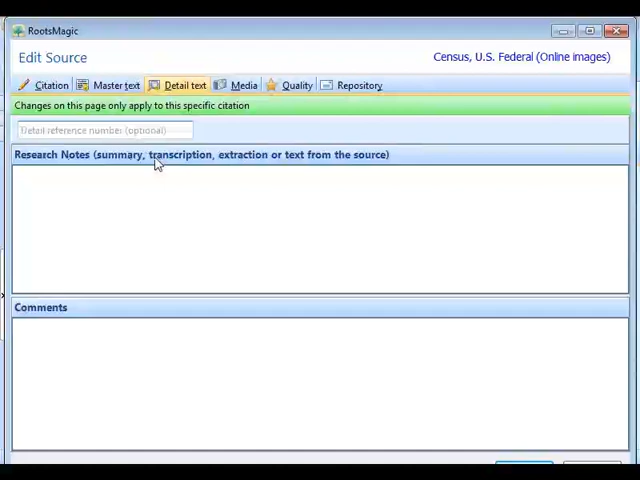 RootsMagic
Edit Source
Census, U.S. Federal (Online images)
Citation Master text Detail text Media Quality Repository
Changes on this page only apply to this specific citation
Detail reference number (optional)
Research Notes (summary, transcription, extraction or text from the source)
Comments